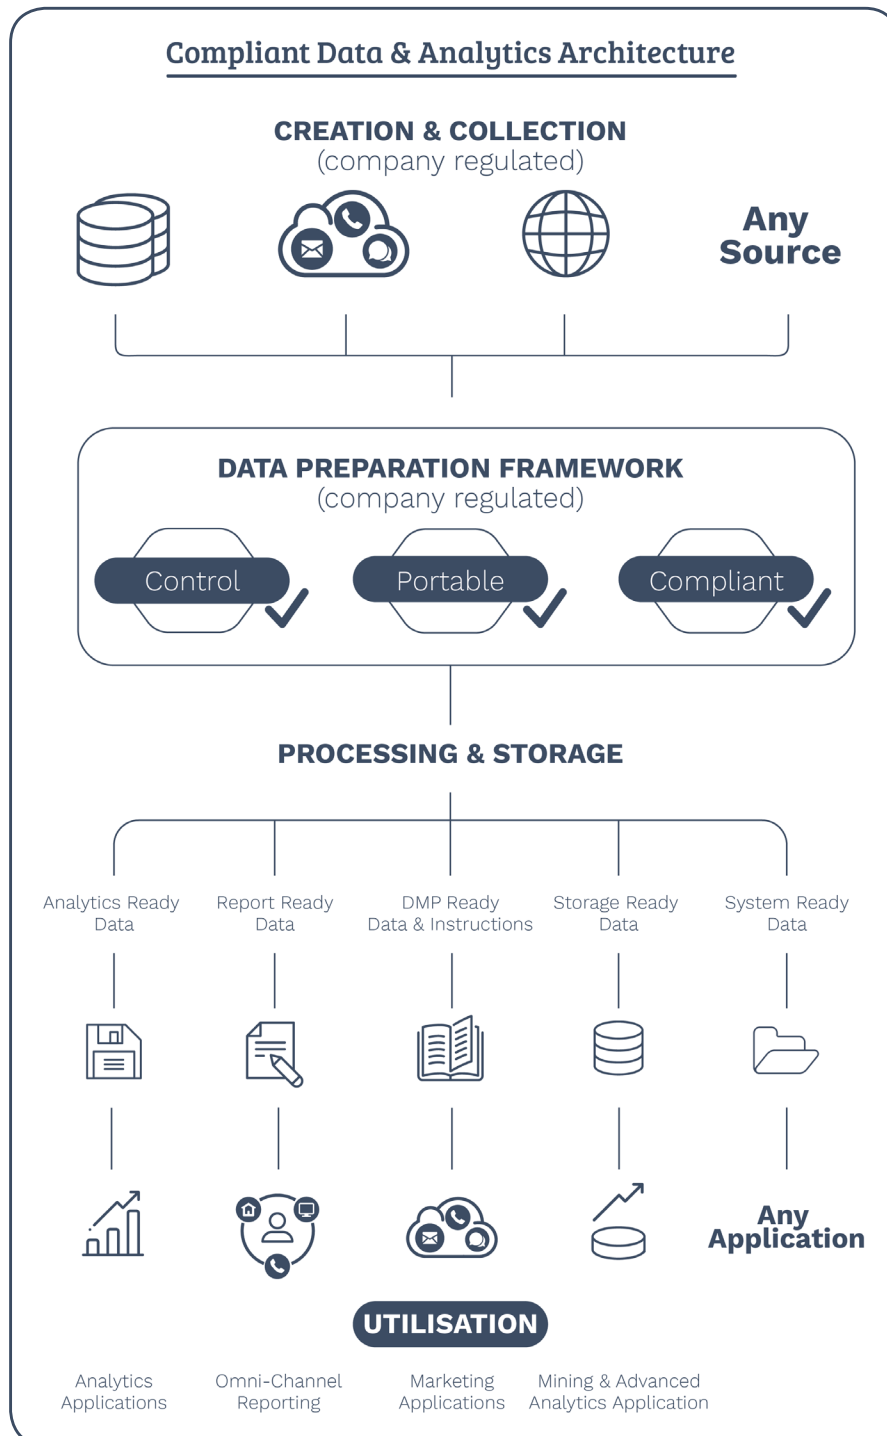 Compliant Data & Analytics Architecture
CREATION & COLLECTION
(company regulated)
Any
Source
DATA PREPARATION FRAMEWORK
(company regulated)
Control
Portable
Compliant
PROCESSING & STORAGE
Analytics Ready
Data
Report Ready
Data
DMP Ready
Data & Instructions
Storage Ready
Data
System Ready
Data
Any
Application
UTILISATION
Analytics
Applications
Omni-Channel
Reporting
Marketing
Applications
Mining & Advanced
Analytics Application